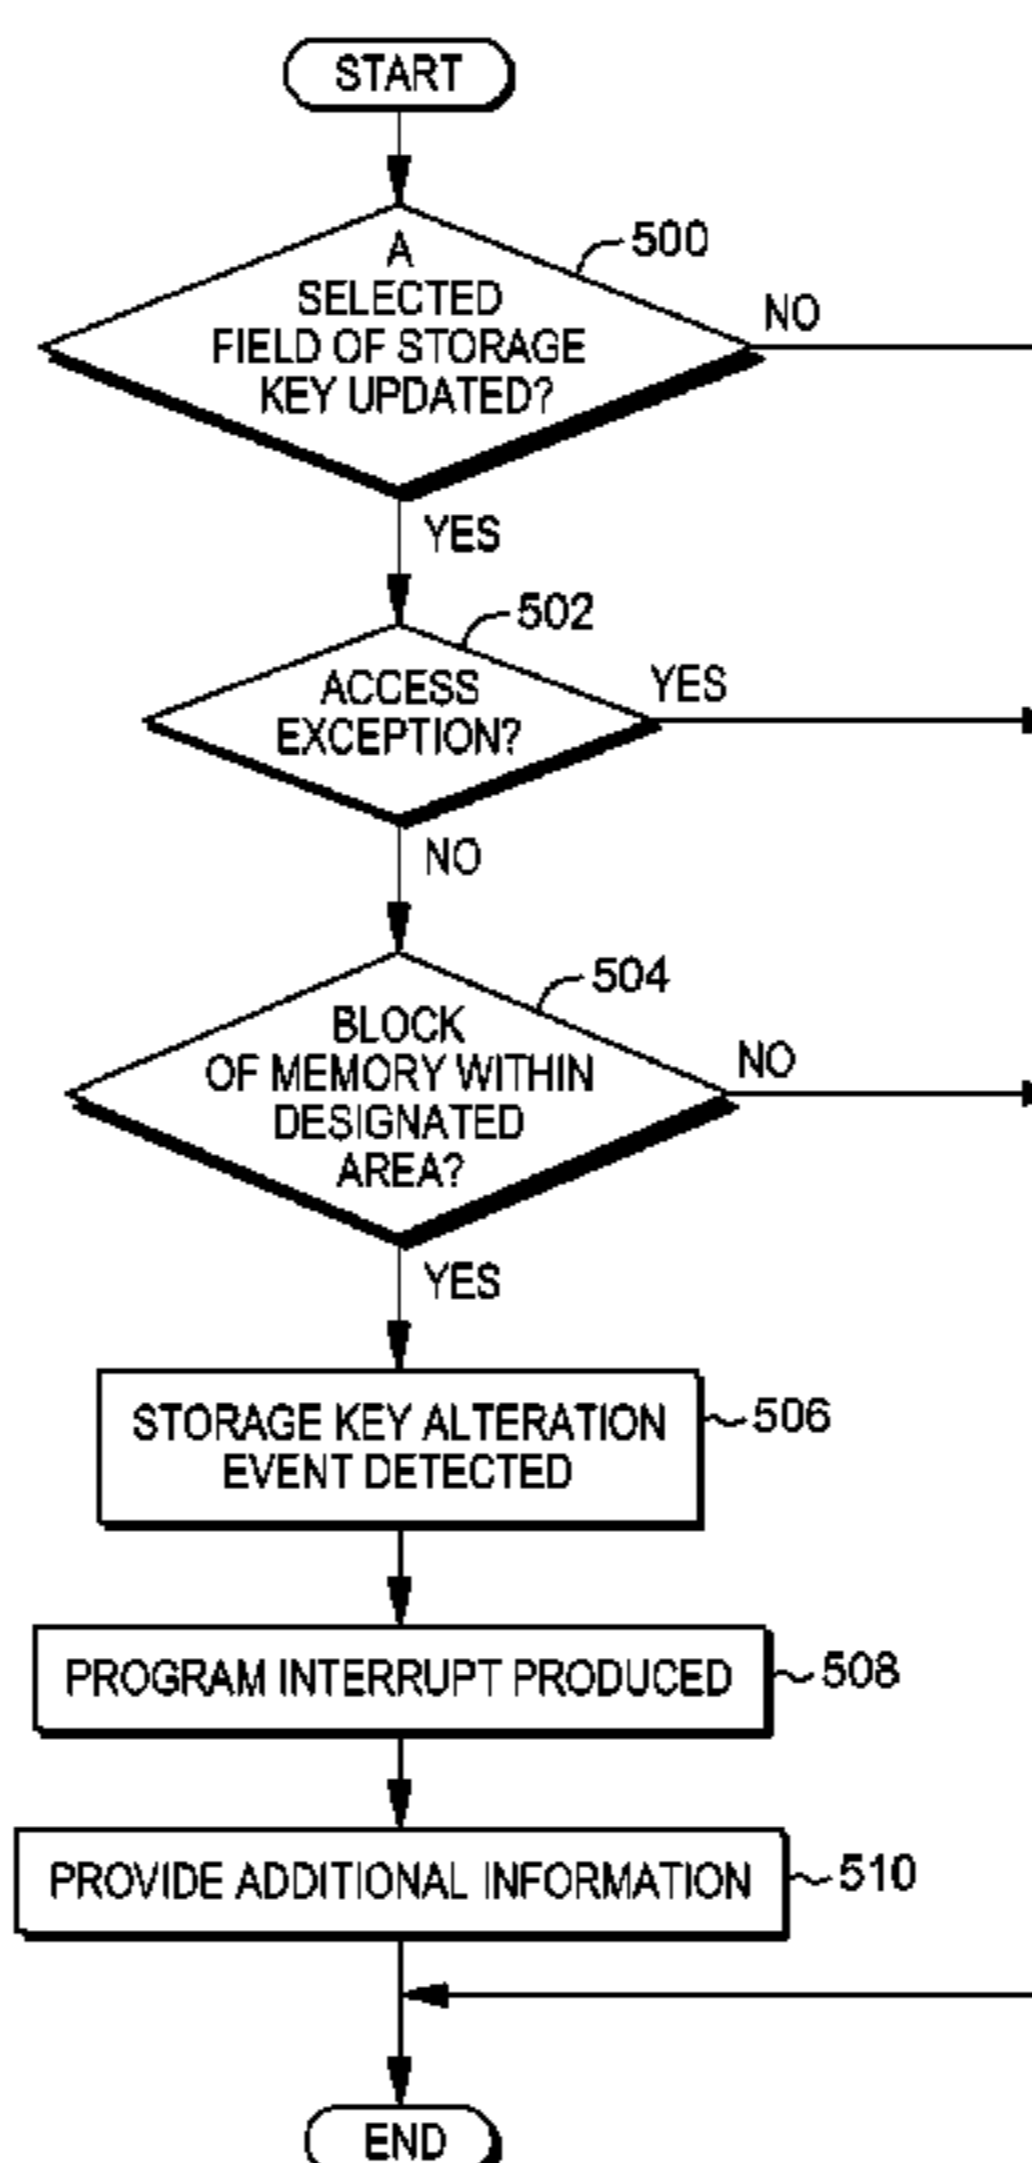 START
A
SELECTED
FIELD OF STORAGE
KEY UPDATED?
500
NO
YES
502
ACCESS
EXCEPTION?
YES
NO
504
BLOCK
OF MEMORY WITHIN
DESIGNATED
AREA?
NO
YES
STORAGE KEY ALTERATION
EVENT DETECTED
506
PROGRAM INTERRUPT PRODUCED
508
PROVIDE ADDITIONAL INFORMATION
510
END